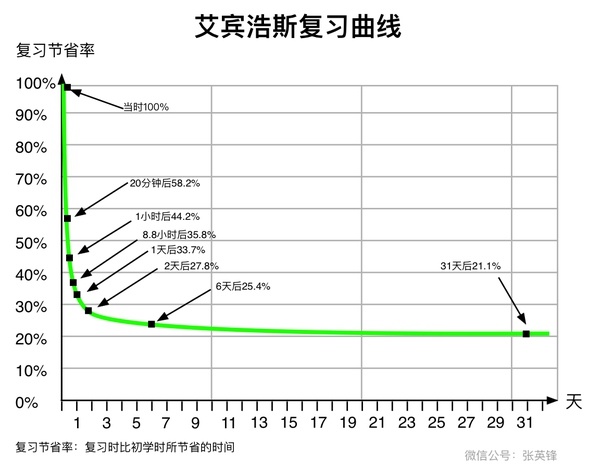 艾宾浩斯复习曲线
复习节省率
100%
当时100%
90%
80%
70%
20分钟后58.2%
60%
1小时后44.2%
50%
8.8小时后35.8%
1天后33.7%
2天后27.8%
31天后21.1%
40%
6天后25.4%
30%
20%
10%
0%
天
1 3 5 7 9 11 13 15 17 19 21 23 25 27 29 31
复习节省率：复习时比初学时所节省的时间
微信公号：张英锋